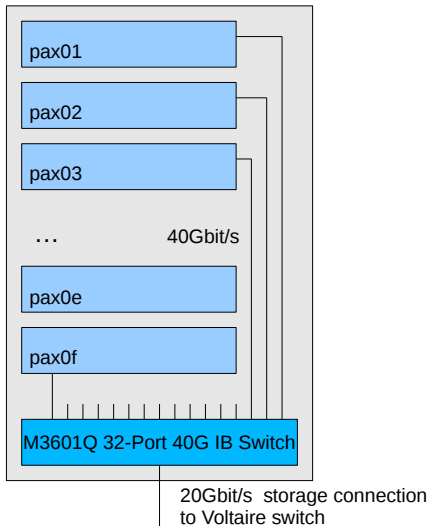 pax01
pax02
pax03
...
40Gbit/s
pax0e
pax0f
M3601Q 32-Port 40G IB Switch
20Gbit/s storage connection
to Voltaire switch